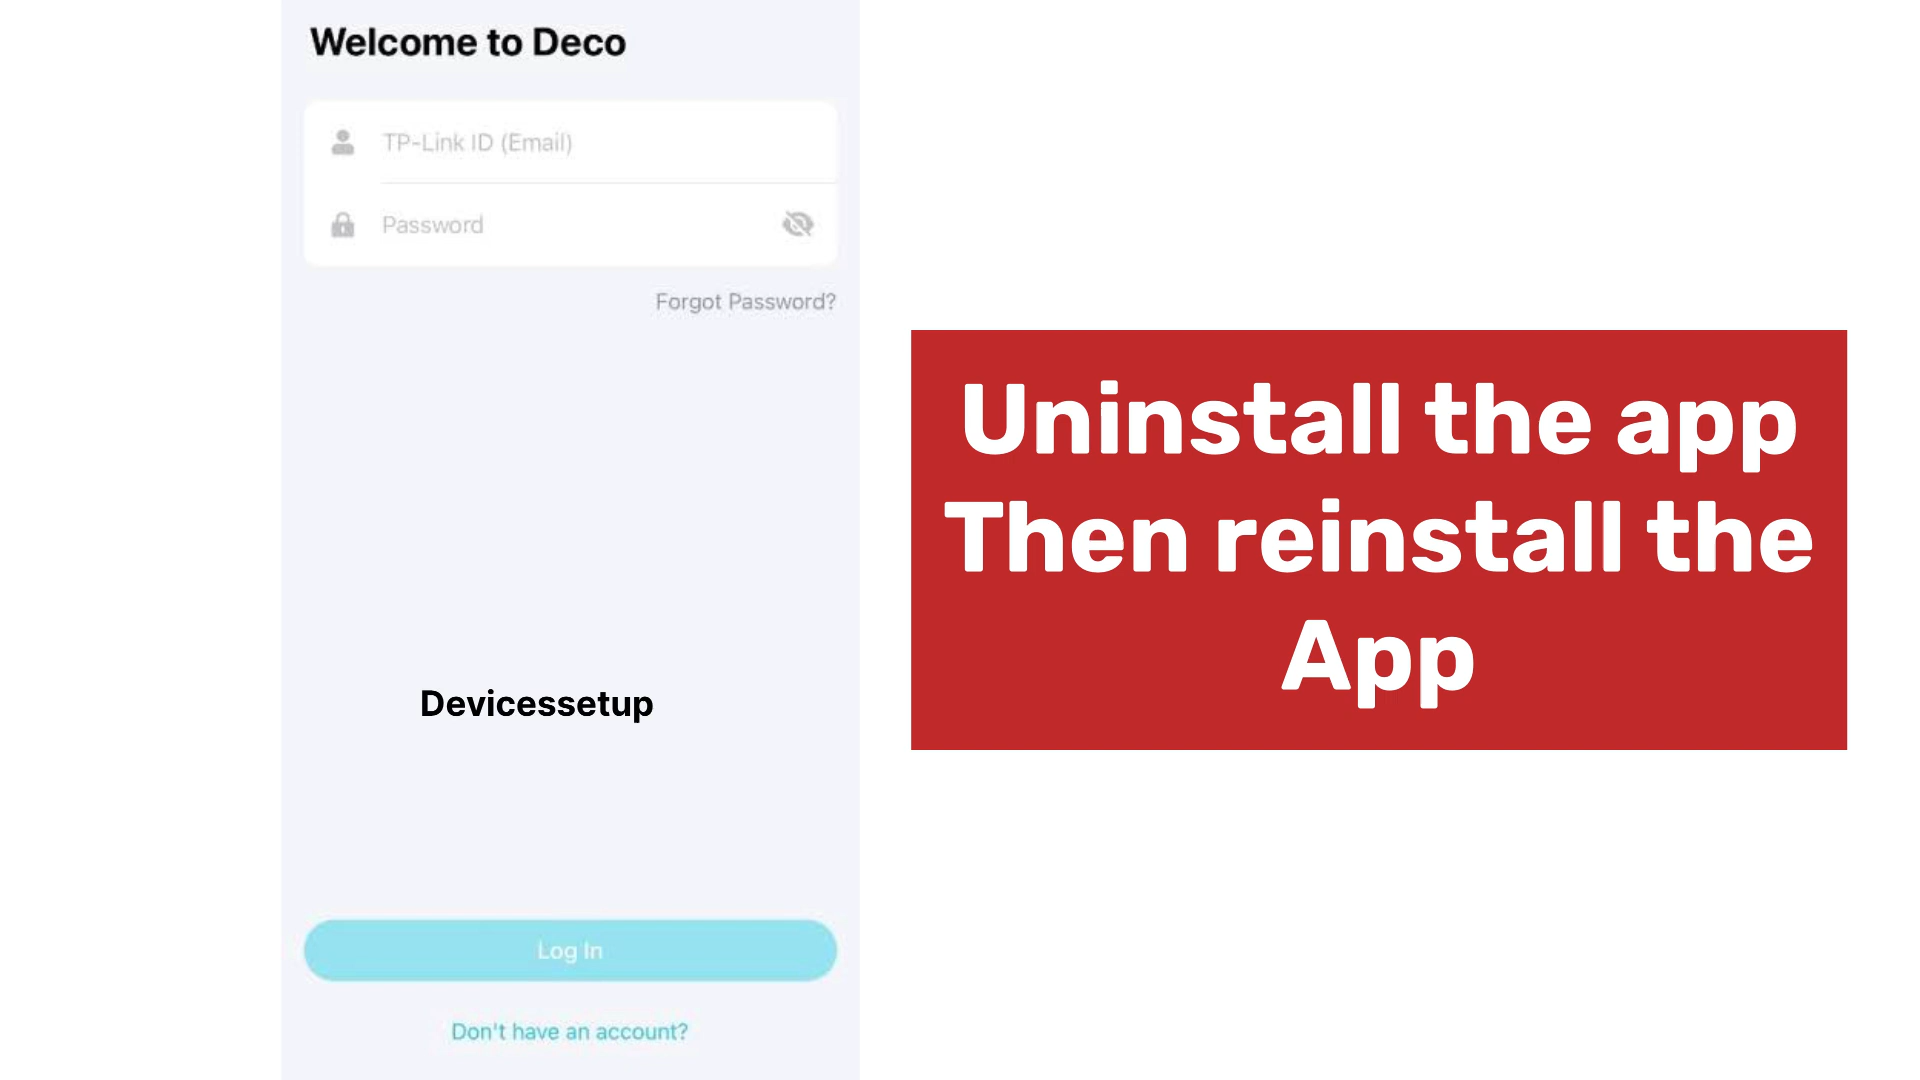 Welcome to Deco
TP-Link ID (Email)
Password
Forgot Password?
Devicessetup
Log In
Don't have an account?
Uninstall the app
Then reinstall the
App